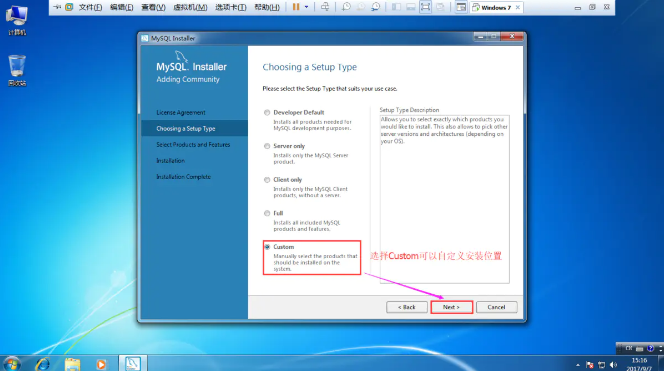 文件(F) 编辑(E) 查看(V) 虚拟机(M) 选项卡(T) 帮助(H)
Windows 7
计算机
回收站
MySQL Installer
MySQL Installer
Adding Community
License Agreement
Choosing a Setup Type
Select Products and Features
Installation
Installation Complete
Choosing a Setup Type
Please select the Setup Type that suits your use case.
Developer Default
Installs all products needed for
MySQL development purposes.
Server only
Installs only the MySQL Server
product.
Client only
Installs only the MySQL Client
products, without a server.
Full
Installs all included MySQL
products and features.
Custom
Manually select the products that
should be installed on the
system.
Setup Type Description
Allows you to select exactly which products you
would like to install. This also allows to pick other
server versions and architectures (depending on
your OS).
选择Custom可以自定义安装位置
< Back
Next >
Cancel
CH
15:16
2017/9/7